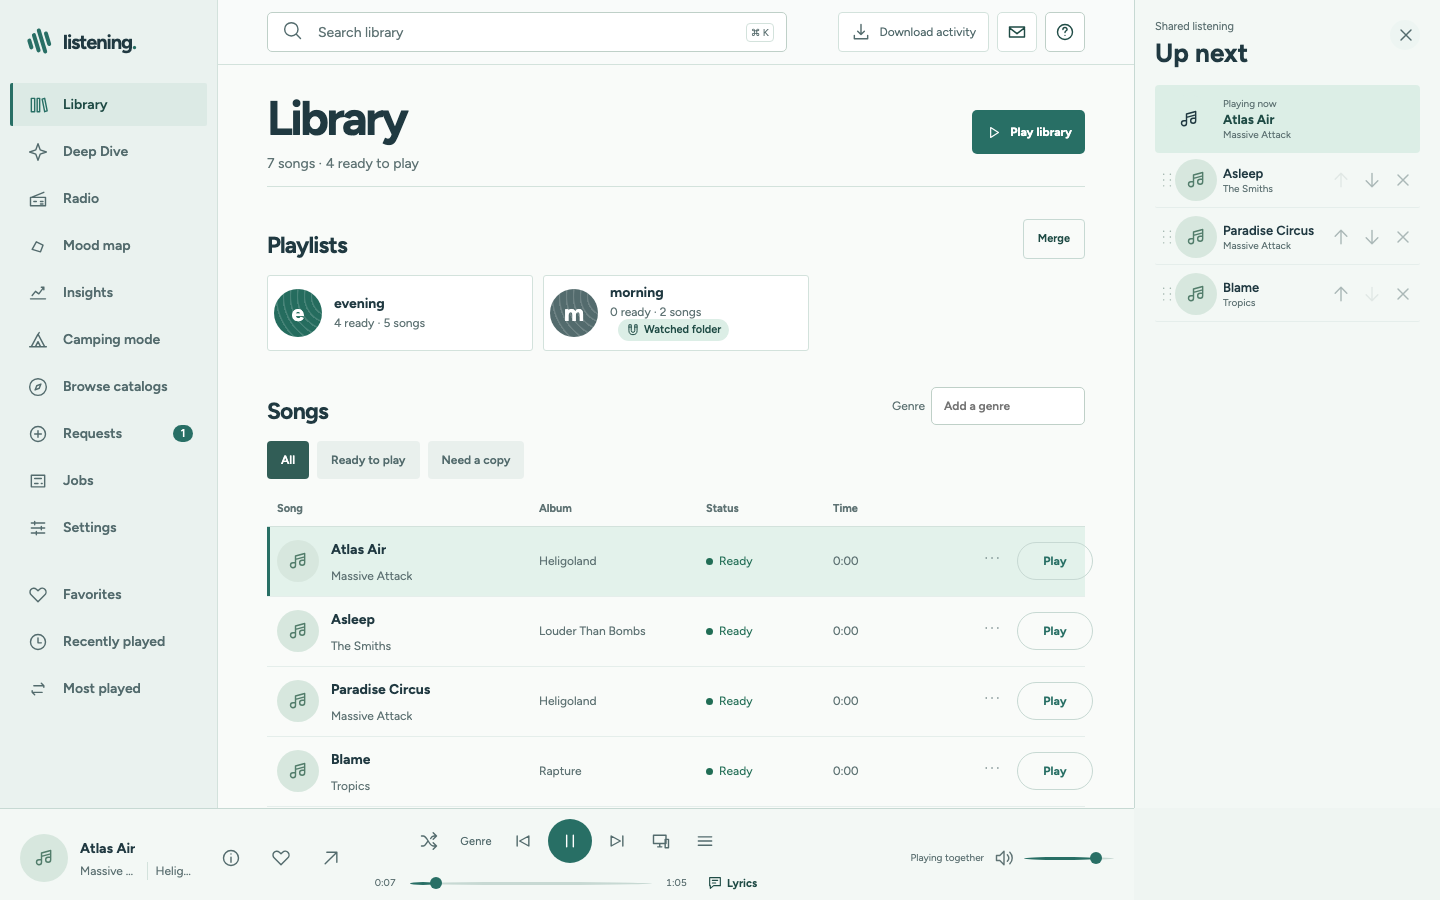 listening.
Library
Deep Dive
Radio
Mood map
Insights
Camping mode
Browse catalogs
Requests 1
Jobs
Settings
Favorites
Recently played
Most played
Search library ⌘ K
Download activity
Library
7 songs · 4 ready to play
Play library
Playlists
Merge
e
evening
4 ready · 5 songs
m
morning
0 ready · 2 songs
Watched folder
Songs
Genre Add a genre
All Ready to play Need a copy
Song Album Status Time
Atlas Air
Massive Attack
Heligoland Ready 0:00 ... Play
Asleep
The Smiths
Louder Than Bombs Ready 0:00 ... Play
Paradise Circus
Massive Attack
Heligoland Ready 0:00 ... Play
Blame
Tropics
Rapture Ready 0:00 ... Play
Shared listening
Up next
Playing now
Atlas Air
Massive Attack
Asleep
The Smiths
Paradise Circus
Massive Attack
Blame
Tropics
Atlas Air
Massive ... Helig...
Genre
0:07 1:05 Lyrics
Playing together